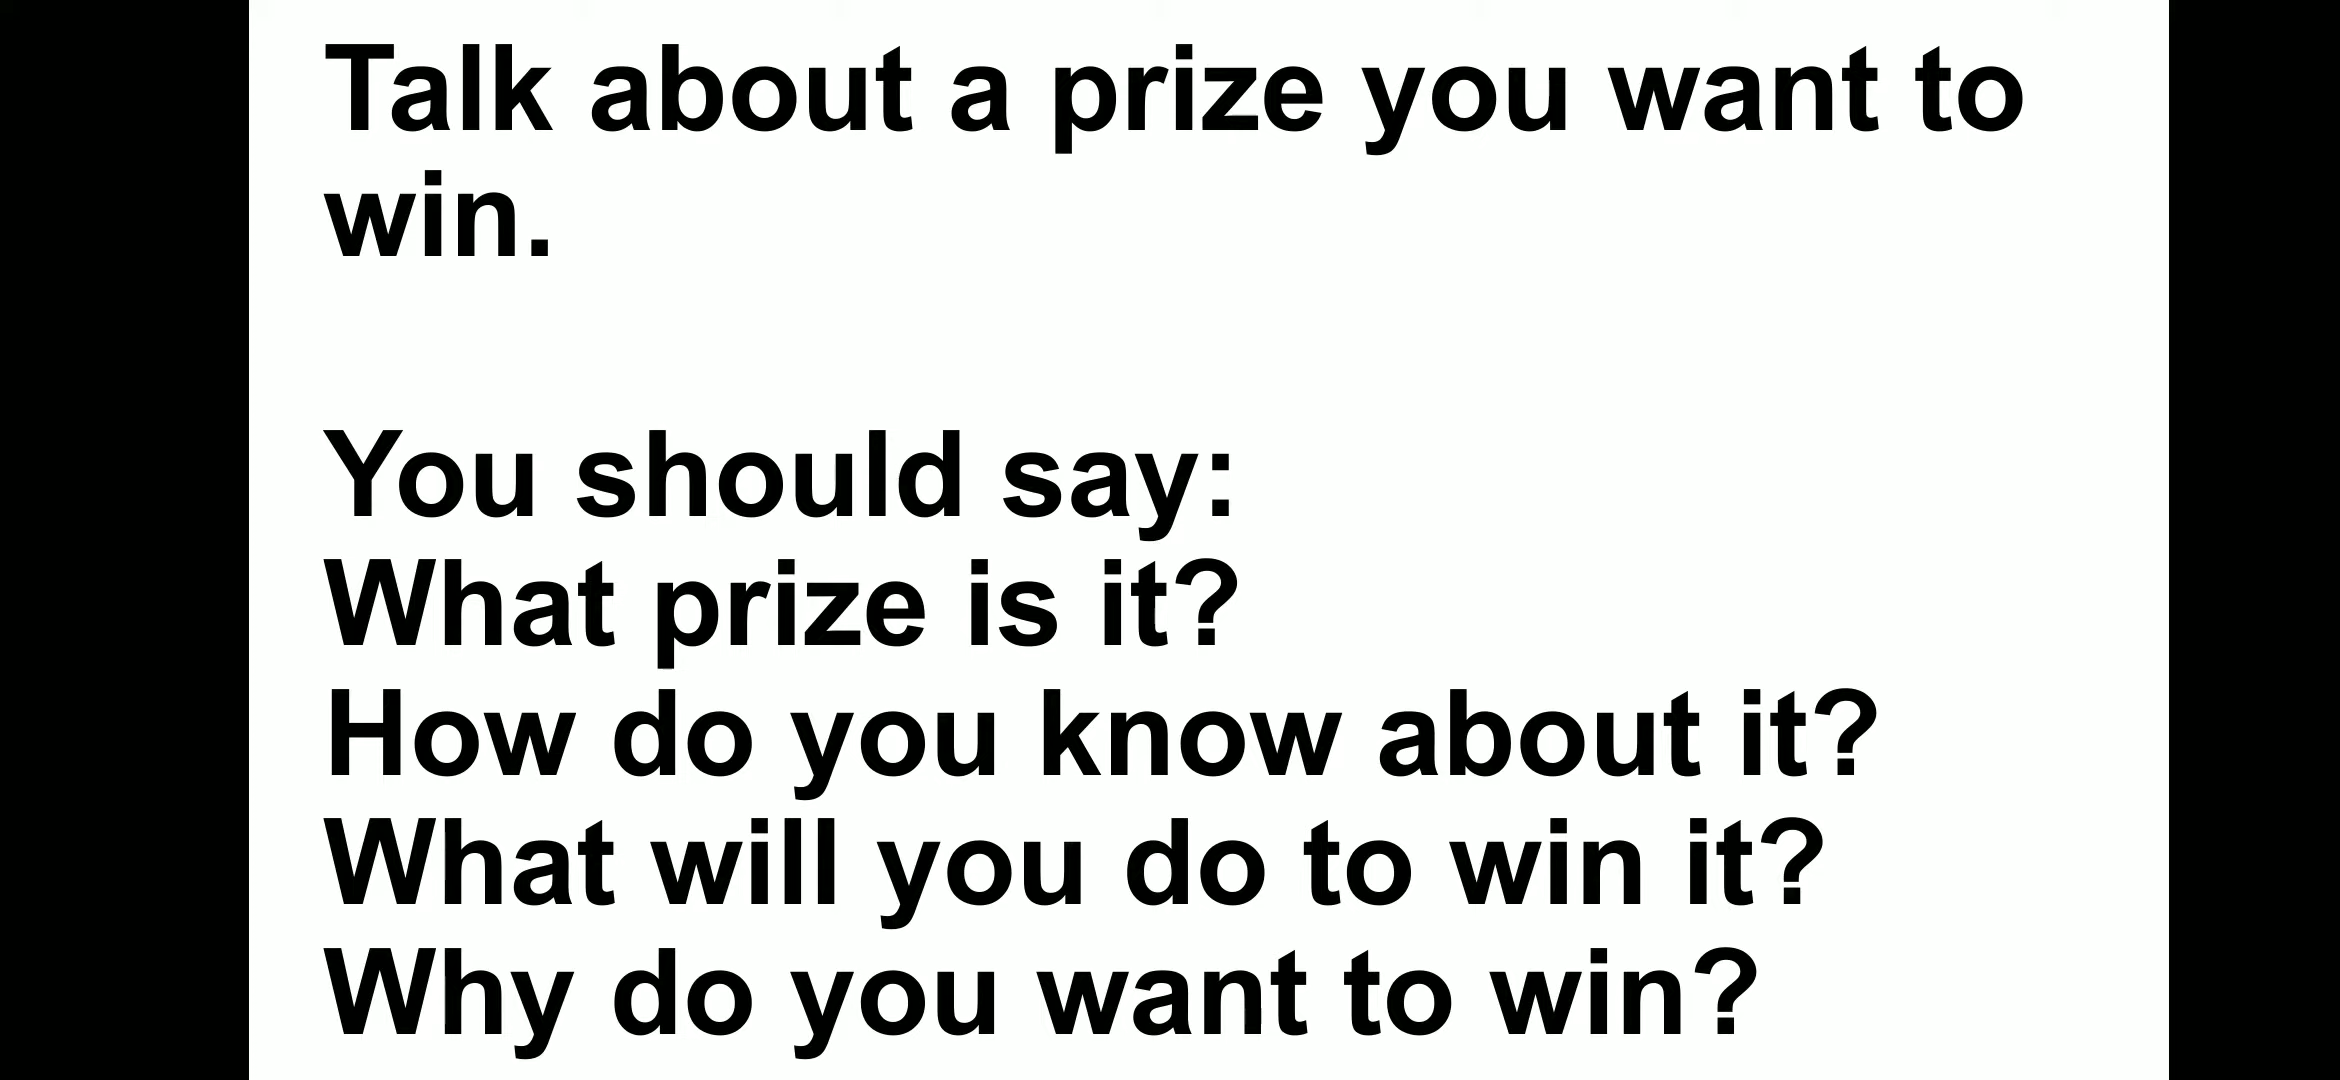 Talk about a prize you want to
win.
You should say:
What prize is it?
How do you know about it?
What will you do to win it?
Why do you want to win?